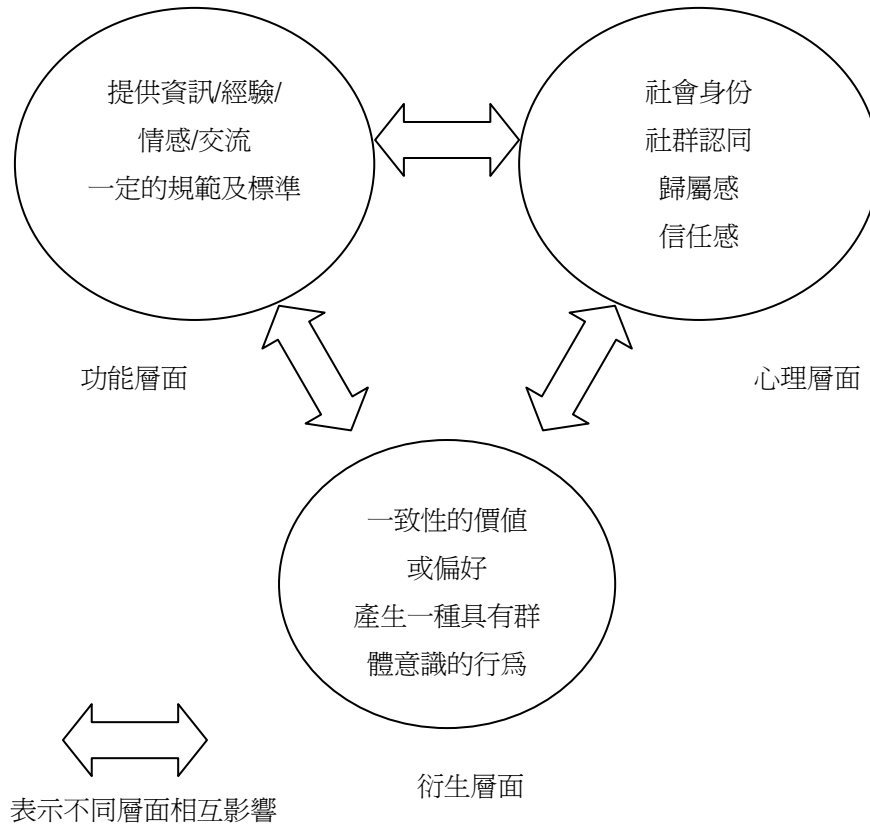 提供資訊/經驗/
情感/交流
一定的規範及標準
社會身份
社群認同
歸屬感
信任感
功能層面
心理層面
一致性的價值
或偏好
產生一種具有群
體意識的行為
衍生層面
表示不同層面相互影響